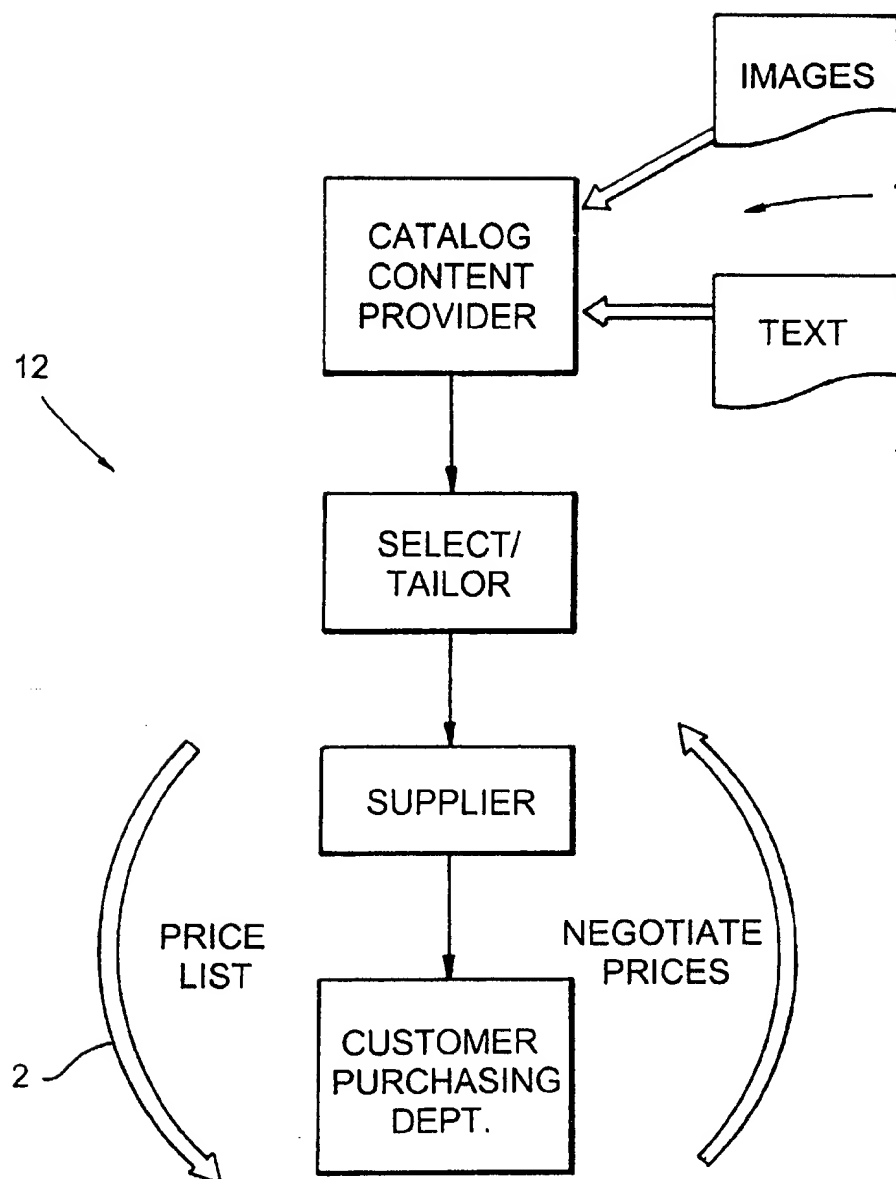 IMAGES
CATALOG
CONTENT
PROVIDER
TEXT
12
SELECT/
TAILOR
SUPPLIER
PRICE
LIST
NEGOTIATE
PRICES
2
CUSTOMER
PURCHASING
DEPT.